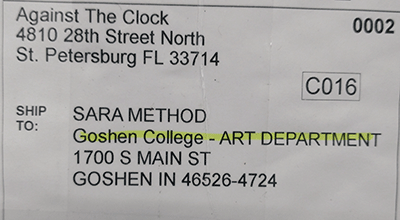 Against The Clock
0002
4810 28th Street North
St. Petersburg FL 33714
C016
SHIP TO:
SARA METHOD
Goshen College - ART DEPARTMENT
1700 S MAIN ST
GOSHEN IN 46526-4724